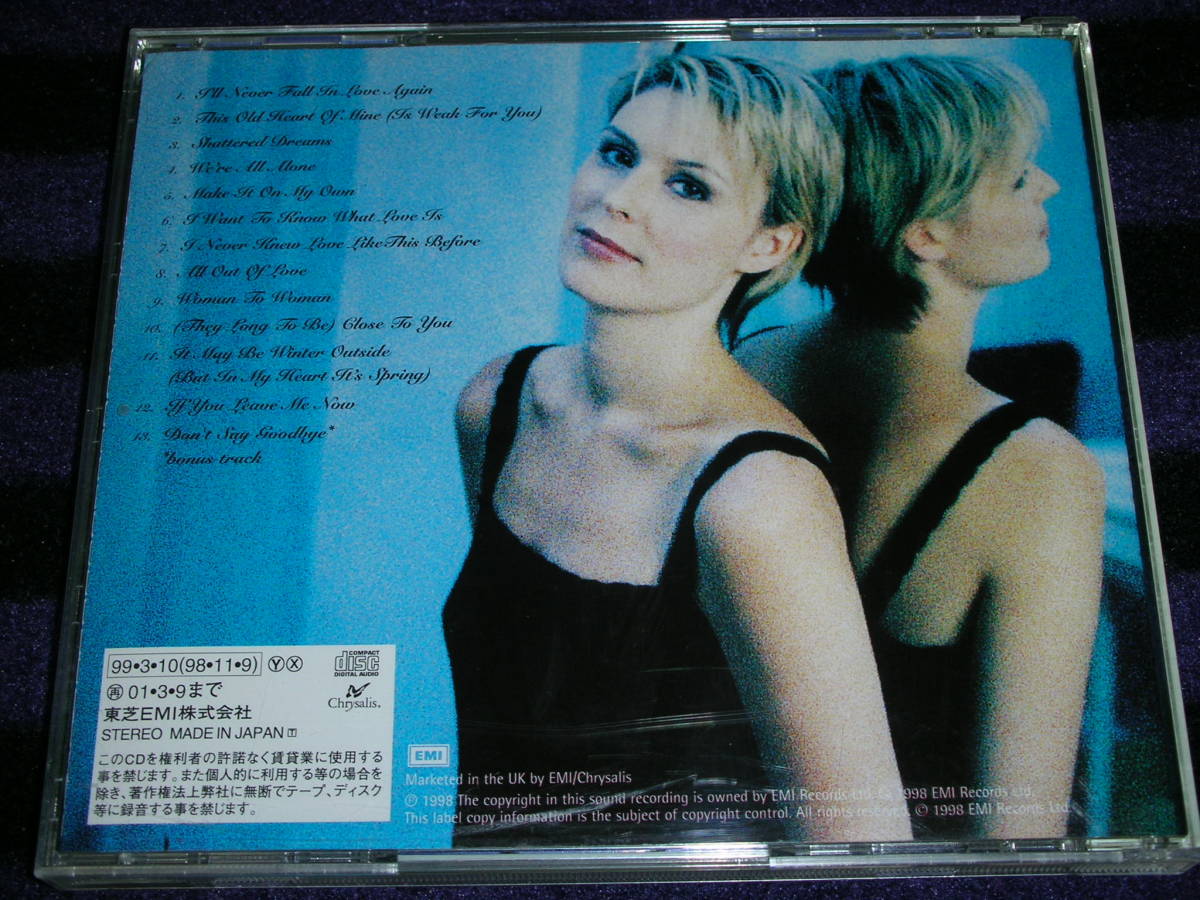 1. I'll Never Fall In Love Again
2. This Old Heart Of Mine (Is Weak For You)
3. Shattered Dreams
4. We're All Alone
5. Make It On My Own
6. I Want To Know What Love Is
7. I Never Knew Love Like This Before
8. All Out Of Love
9. Woman To Woman
10. (They Long To Be) Close To You
11. It May Be Winter Outside
(But In My Heart It's Spring)
12. If You Leave Me Now
13. Don't Say Goodbye*
*bonus track
99•3•10(98•11•9) Ⓨ Ⓧ
COMPACT
disc
DIGITAL AUDIO
㊢ 01•3•9まで
Chrysalis®
東芝EMI株式会社
STEREO MADE IN JAPAN T
このCDを権利者の許諾なく賃貸業に使用する
事を禁じます。また個人的に利用する等の場合を
除き、著作権法上弊社に無断でテープ、ディスク
等に録音する事を禁じます。
EMI
Marketed in the UK by EMI/Chrysalis
℗ 1998 The copyright in this sound recording is owned by EMI Records Ltd. © 1998 EMI Records Ltd.
This label copy information is the subject of copyright control. All rights reserved. © 1998 EMI Records Ltd.